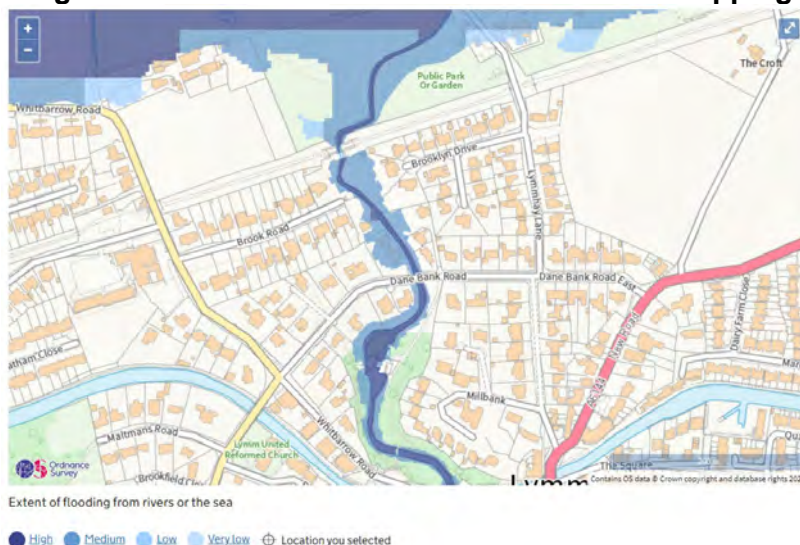 +
−
Public Park
Or Garden
The Croft
Whitbarrow Road
Brooklyn Drive
Lymmhay Lane
Brook Road
Dane Bank Road
Dane Bank Road East
New Road
Dairy Farm Close
atham Close
Millbank
Maltmans Road
Lymm United
Reformed Church
Whitbarrow Road
Brookfield Close
The Square
Lymm
Ordnance
Survey
Contains OS data © Crown copyright and database rights 202
Extent of flooding from rivers or the sea
High Medium Low Very low Location you selected